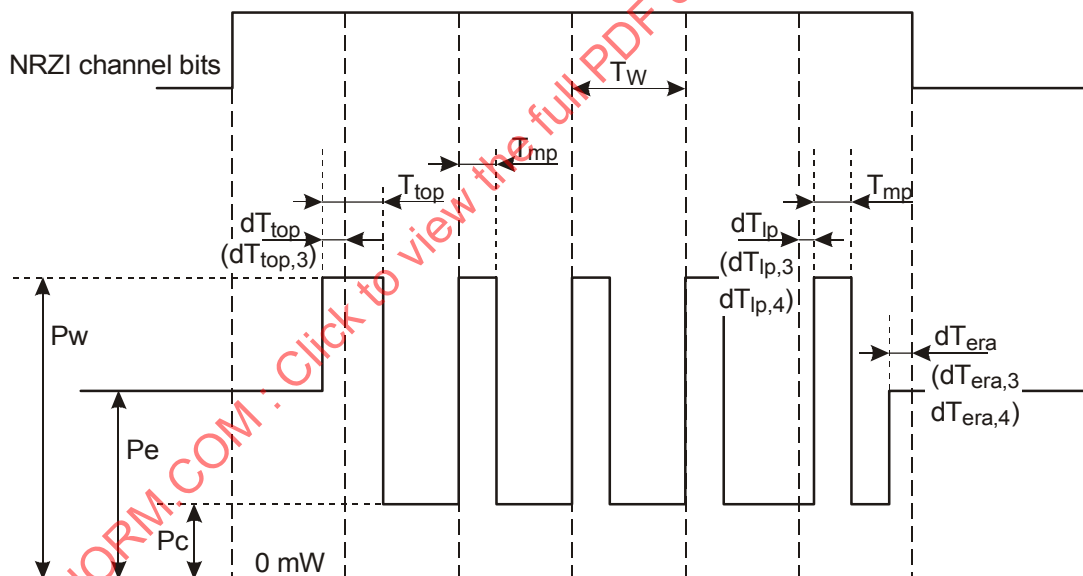 NRZI channel bits
TW
Tmp
Ttop
Tmp
dTtop
(dTtop,3)
dTlp
(dTlp,3
dTlp,4)
Pw
dTera
(dTera,3
dTera,4)
Pe
Pc
0 mW
NORM.COM : Click to view the full PDF